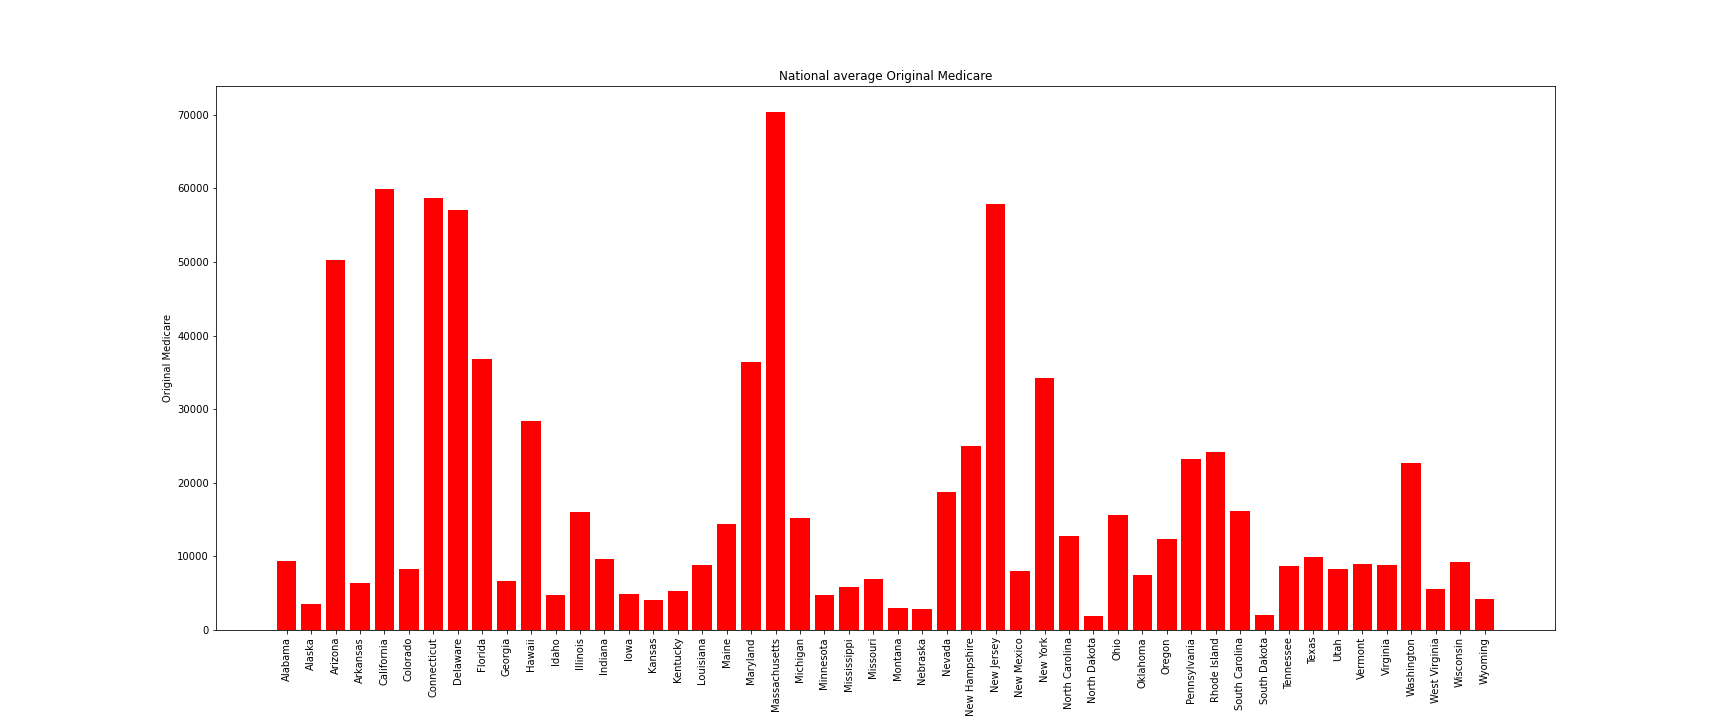 National average Original Medicare
Original Medicare
70000
60000
50000
40000
30000
20000
10000
0
Alabama
Alaska
Arizona
Arkansas
California
Colorado
Connecticut
Delaware
Florida
Georgia
Hawaii
Idaho
Illinois
Indiana
Iowa
Kansas
Kentucky
Louisiana
Maine
Maryland
Massachusetts
Michigan
Minnesota
Mississippi
Missouri
Montana
Nebraska
Nevada
New Hampshire
New Jersey
New Mexico
New York
North Carolina
North Dakota
Ohio
Oklahoma
Oregon
Pennsylvania
Rhode Island
South Carolina
South Dakota
Tennessee
Texas
Utah
Vermont
Virginia
Washington
West Virginia
Wisconsin
Wyoming